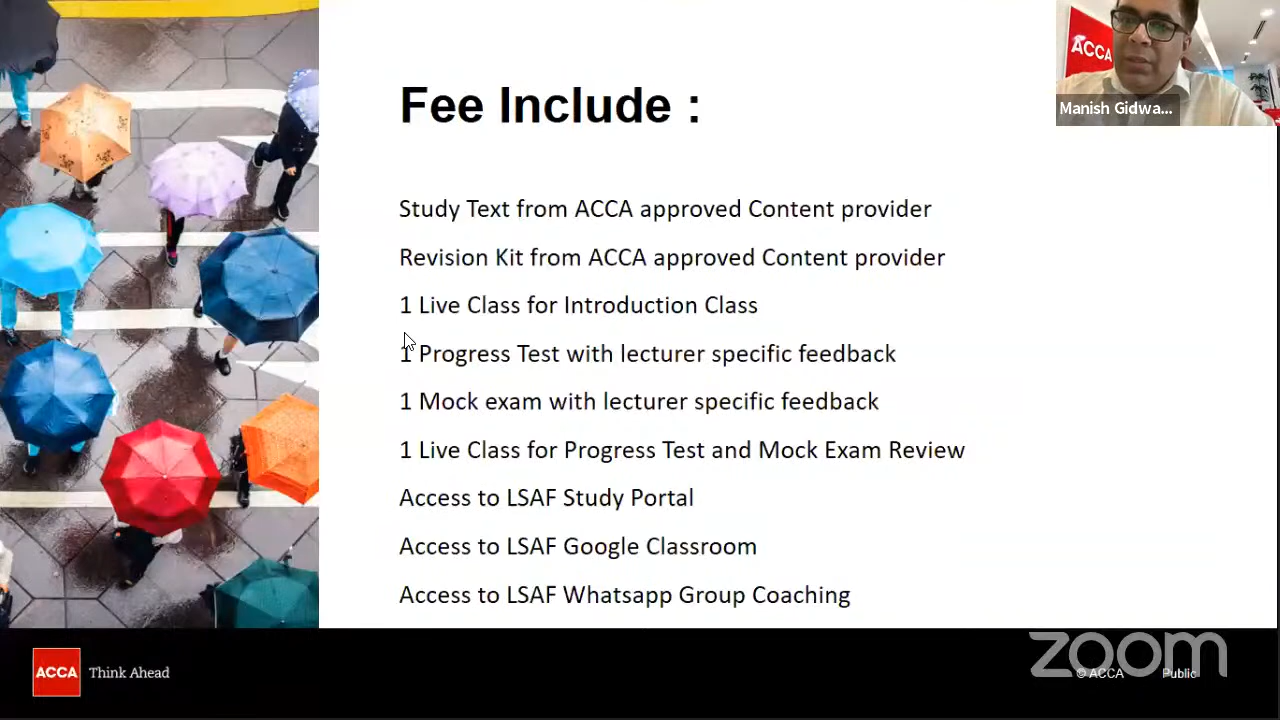 Fee Include :
ACCA
Manish Gidwa...
Study Text from ACCA approved Content provider
Revision Kit from ACCA approved Content provider
1 Live Class for Introduction Class
1 Progress Test with lecturer specific feedback
1 Mock exam with lecturer specific feedback
1 Live Class for Progress Test and Mock Exam Review
Access to LSAF Study Portal
Access to LSAF Google Classroom
Access to LSAF Whatsapp Group Coaching
ACCA Think Ahead
zoom
© ACCA Public